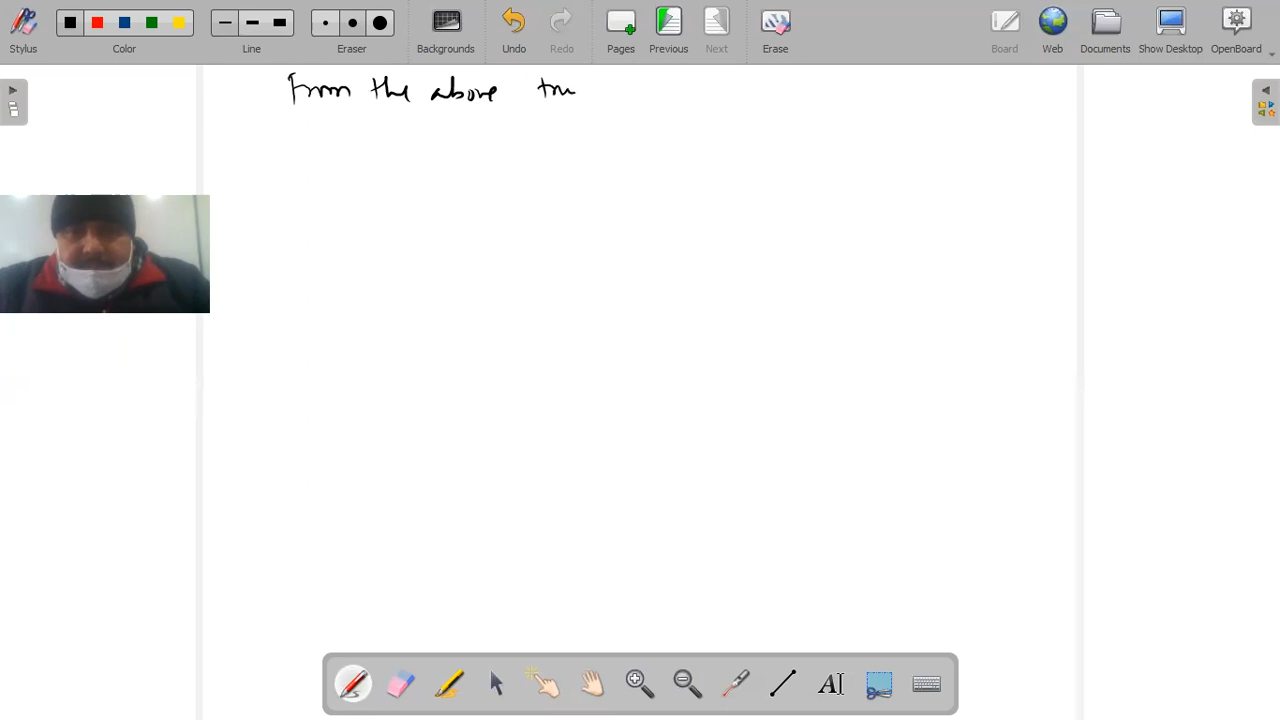 Stylus Color Line Eraser Backgrounds Undo Redo Pages Previous Next Erase Board Web Documents Show Desktop OpenBoard
From the above